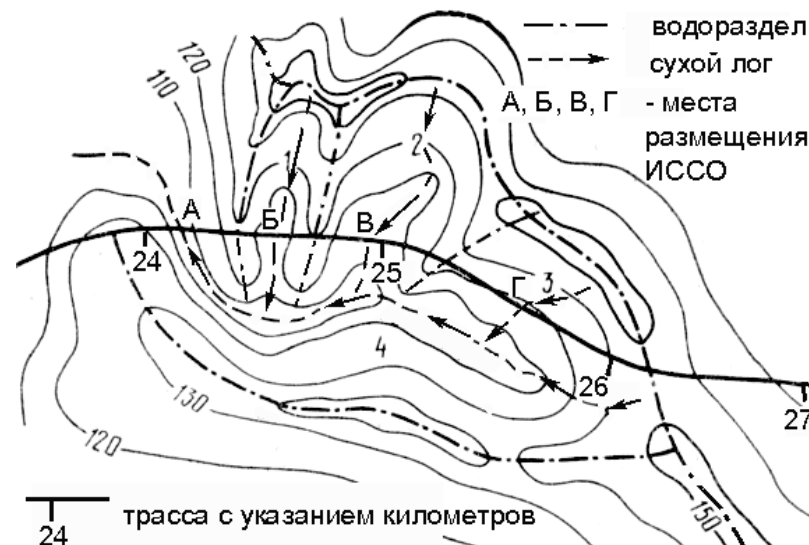 водораздел
сухой лог
А, Б, В, Г - места
размещения
ИССО
120
110
1
2
А
Б
В
24
25
Г
3
4
26
27
130
120
150
24
трасса с указанием километров